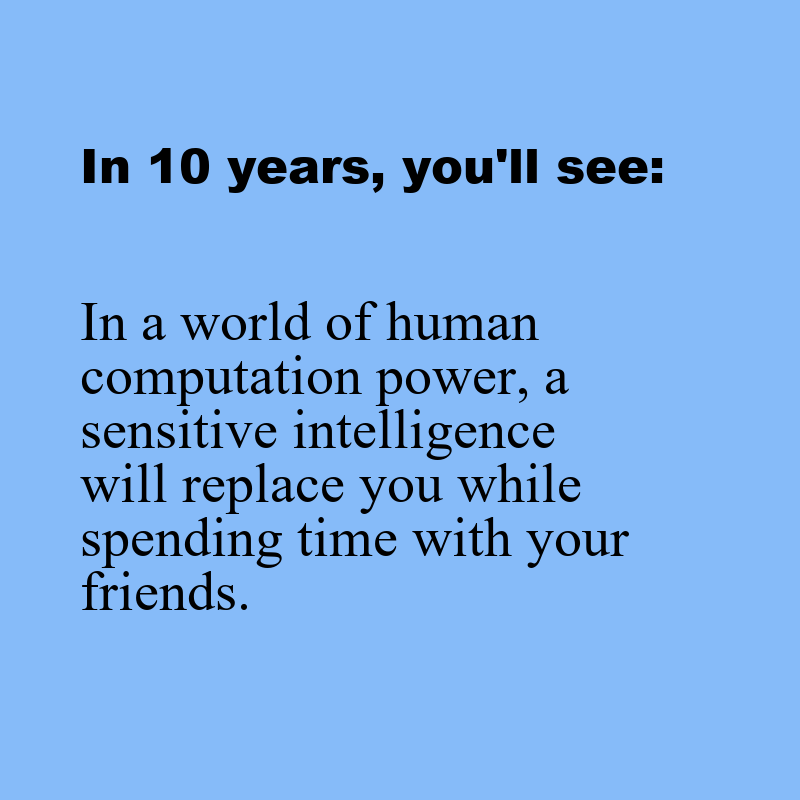 In 10 years, you'll see:
In a world of human
computation power, a
sensitive intelligence
will replace you while
spending time with your
friends.